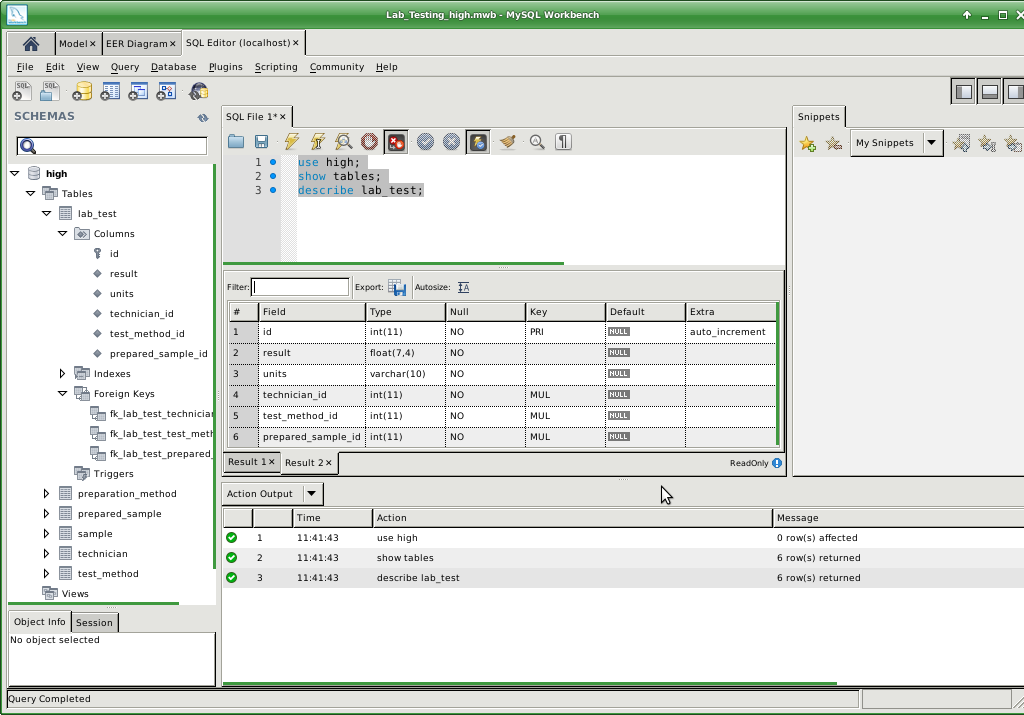 Lab_Testing_high.mwb - MySQL Workbench
Model × EER Diagram × SQL Editor (localhost) ×
File Edit View Query Database Plugins Scripting Community Help
SQL SQL
SCHEMAS
high
Tables
lab_test
Columns
id
result
units
technician_id
test_method_id
prepared_sample_id
Indexes
Foreign Keys
fk_lab_test_technician
fk_lab_test_test_meth
fk_lab_test_prepared_
Triggers
preparation_method
prepared_sample
sample
technician
test_method
Views
Object Info Session
No object selected
SQL File 1* ×
1 use high;
2 show tables;
3 describe lab_test;
Filter: Export: Autosize:
# Field Type Null Key Default Extra
1 id int(11) NO PRI NULL auto_increment
2 result float(7,4) NO NULL
3 units varchar(10) NO NULL
4 technician_id int(11) NO MUL NULL
5 test_method_id int(11) NO MUL NULL
6 prepared_sample_id int(11) NO MUL NULL
Result 1 × Result 2 × ReadOnly
Snippets
My Snippets
Action Output
Time Action Message
1 11:41:43 use high 0 row(s) affected
2 11:41:43 show tables 6 row(s) returned
3 11:41:43 describe lab_test 6 row(s) returned
Query Completed